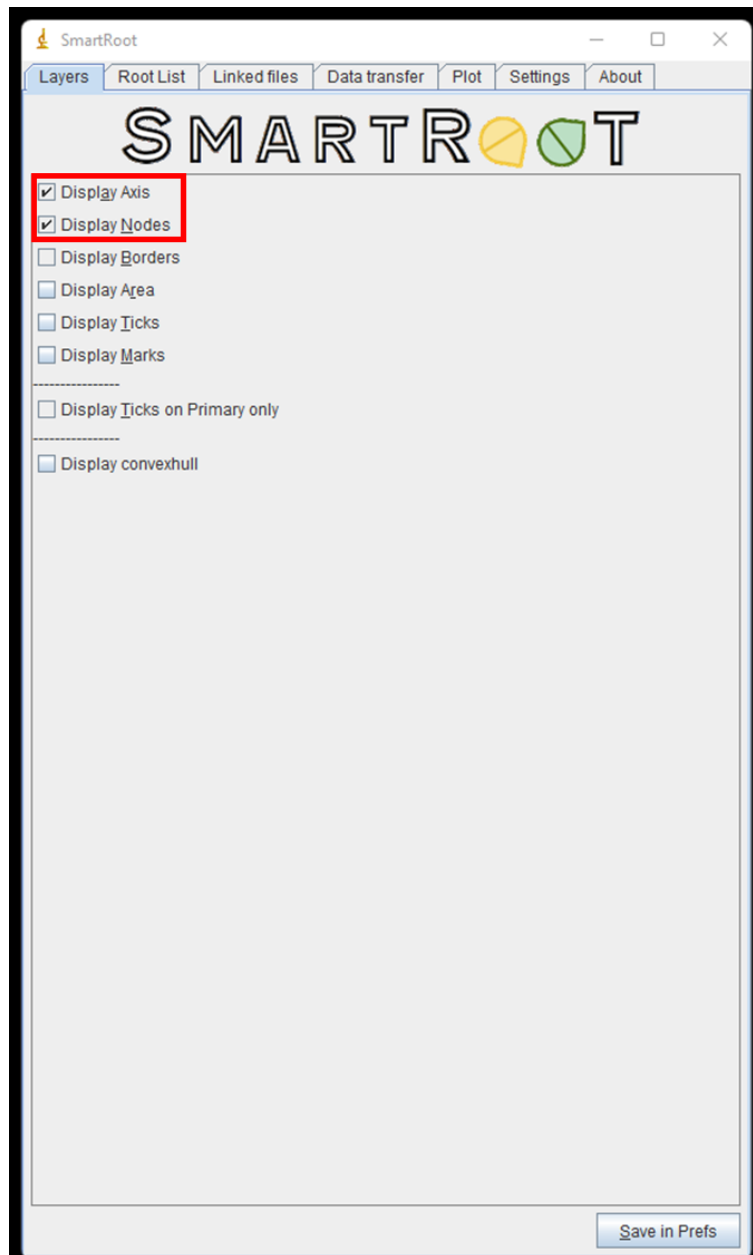 SmartRoot
Layers Root List Linked files Data transfer Plot Settings About
SMARTROOT
Display Axis
Display Nodes
Display Borders
Display Area
Display Ticks
Display Marks
----------------
Display Ticks on Primary only
----------------
Display convexhull
Save in Prefs